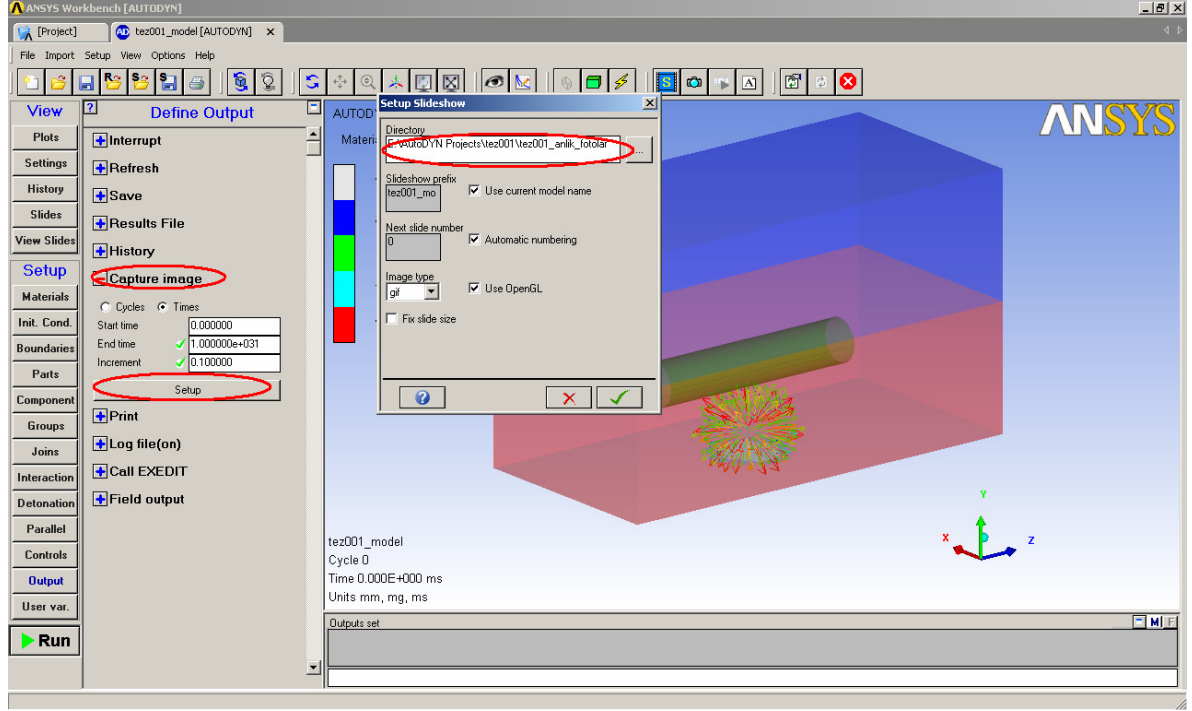 ANSYS Workbench [AUTODYN]
[Project]
AD tez001_model [AUTODYN] x
File Import Setup View Options Help
View
Plots
Settings
History
Slides
View Slides
Setup
Materials
Init. Cond.
Boundaries
Parts
Component
Groups
Joins
Interaction
Detonation
Parallel
Controls
Output
User var.
Run
? Define Output
Interrupt
Refresh
Save
Results File
History
Capture image
Cycles Times
Start time 0.000000
End time 1.000000e+031
Increment 0.100000
Setup
Print
Log file(on)
Call EXEDIT
Field output
Setup Slideshow
Directory
E:\AutoDYN Projects\tez001\tez001_anlik_fotolar
...
Slideshow prefix
tez001_mo
Use current model name
Next slide number
0
Automatic numbering
Image type
gif
Use OpenGL
Fix slide size
?
AUTOD
Materi
ANSYS
Y
X
Z
tez001_model
Cycle 0
Time 0.000E+000 ms
Units mm, mg, ms
Outputs set
M F